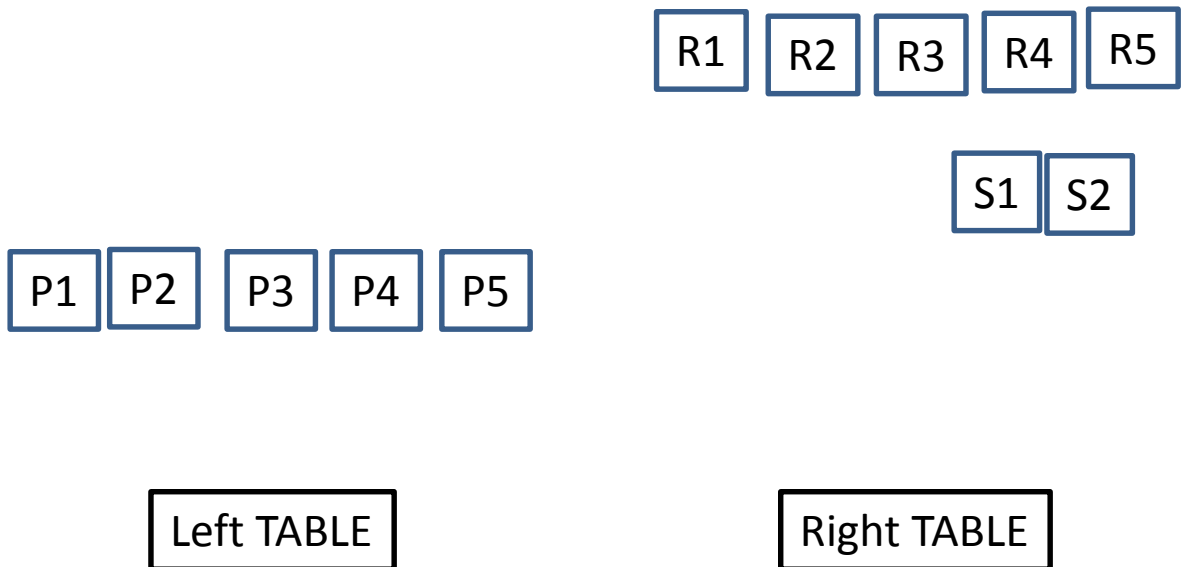 R1 R2 R3 R4 R5
S1 S2
P1 P2 P3 P4 P5
Left TABLE Right TABLE